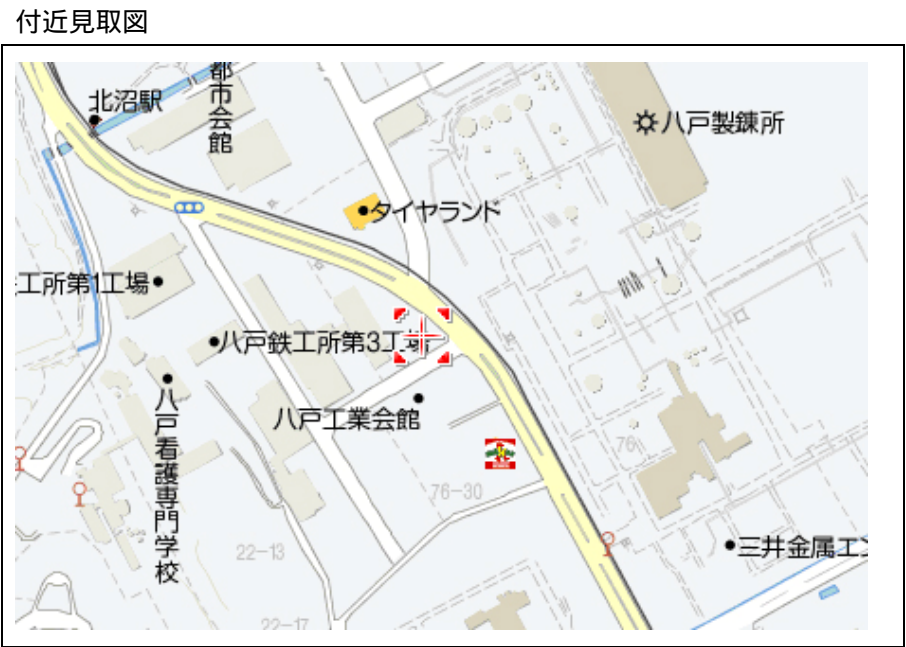 付近見取図
北沼駅
都市会館
八戸製錬所
タイヤランド
工所第1工場
八戸鉄工所第3工場
八戸工業会館
八戸看護専門学校
76
76-30
22-13
三井金属エン
22-17